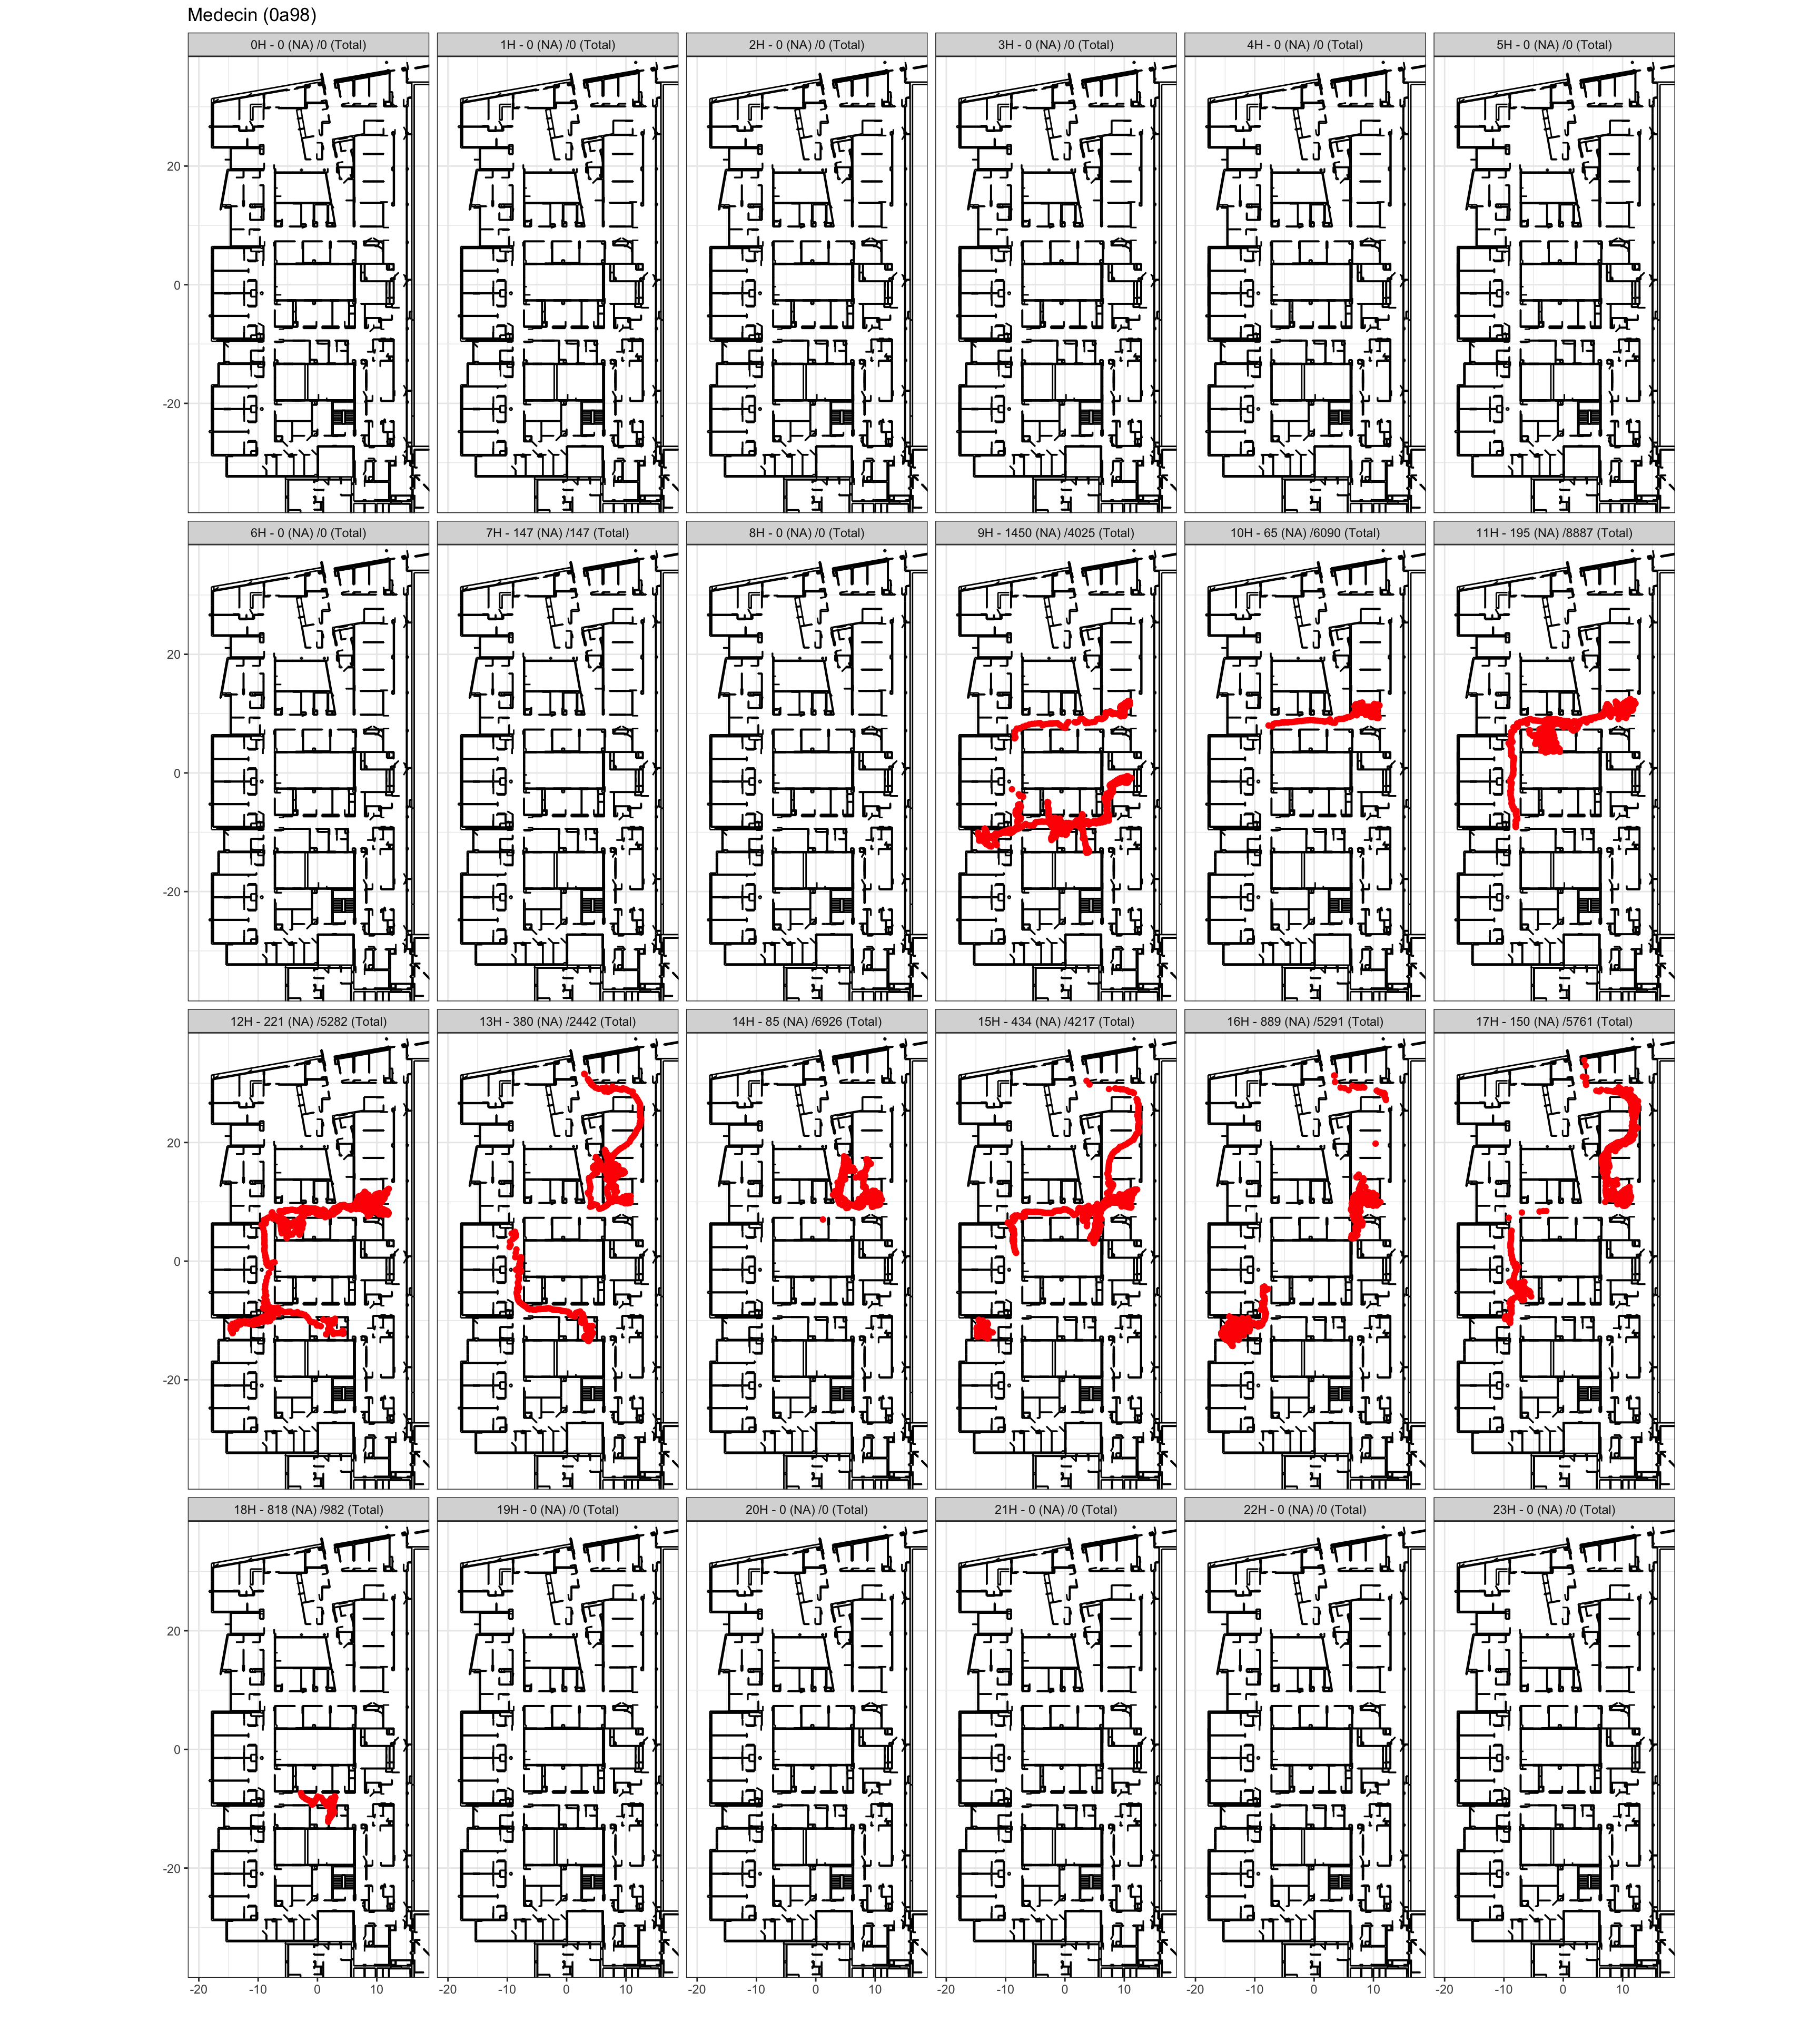 Medecin (0a98)
0H - 0 (NA) /0 (Total) 1H - 0 (NA) /0 (Total) 2H - 0 (NA) /0 (Total) 3H - 0 (NA) /0 (Total) 4H - 0 (NA) /0 (Total) 5H - 0 (NA) /0 (Total)
20
0
-20
6H - 0 (NA) /0 (Total) 7H - 147 (NA) /147 (Total) 8H - 0 (NA) /0 (Total) 9H - 1450 (NA) /4025 (Total) 10H - 65 (NA) /6090 (Total) 11H - 195 (NA) /8887 (Total)
20
0
-20
12H - 221 (NA) /5282 (Total) 13H - 380 (NA) /2442 (Total) 14H - 85 (NA) /6926 (Total) 15H - 434 (NA) /4217 (Total) 16H - 889 (NA) /5291 (Total) 17H - 150 (NA) /5761 (Total)
20
0
-20
18H - 818 (NA) /982 (Total) 19H - 0 (NA) /0 (Total) 20H - 0 (NA) /0 (Total) 21H - 0 (NA) /0 (Total) 22H - 0 (NA) /0 (Total) 23H - 0 (NA) /0 (Total)
20
0
-20
-20 -10 0 10 -20 -10 0 10 -20 -10 0 10 -20 -10 0 10 -20 -10 0 10 -20 -10 0 10